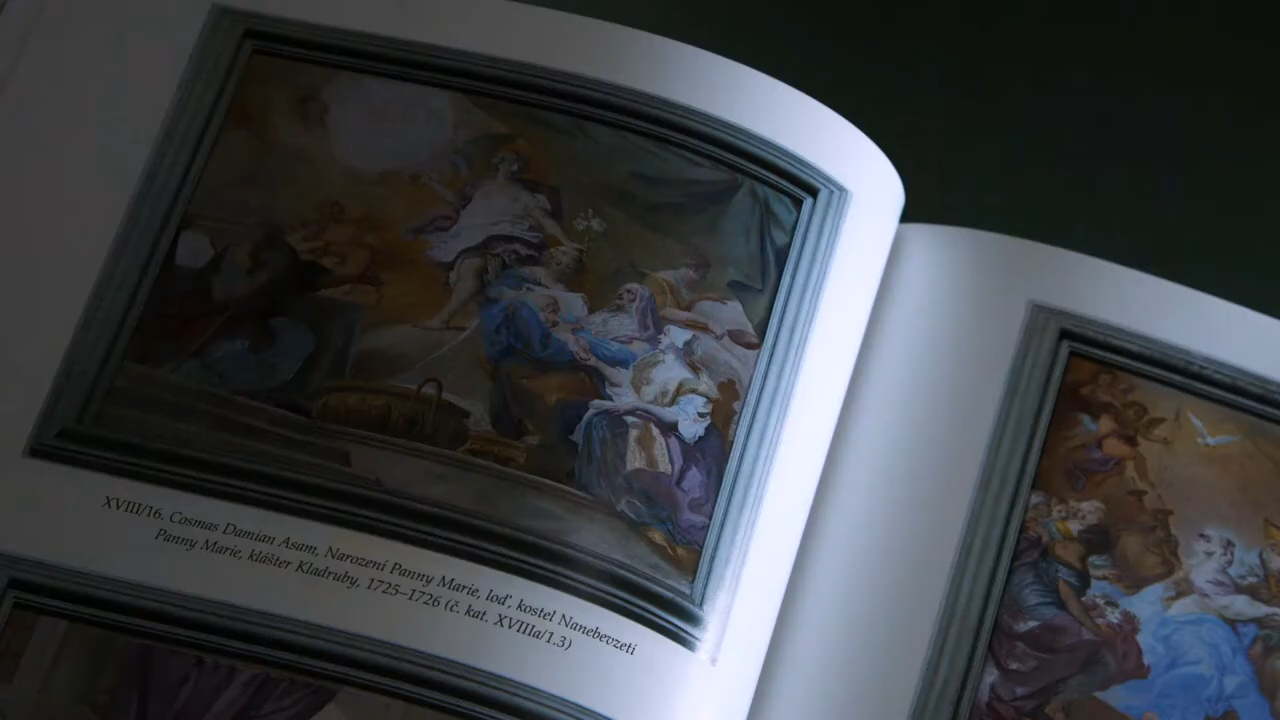 XVIII/16. Cosmas Damian Asam, Narození Panny Marie, loď, kostel Nanebevzetí
Panny Marie, klášter Kladruby, 1725–1726 (č. kat. XVIIIa/1.3)